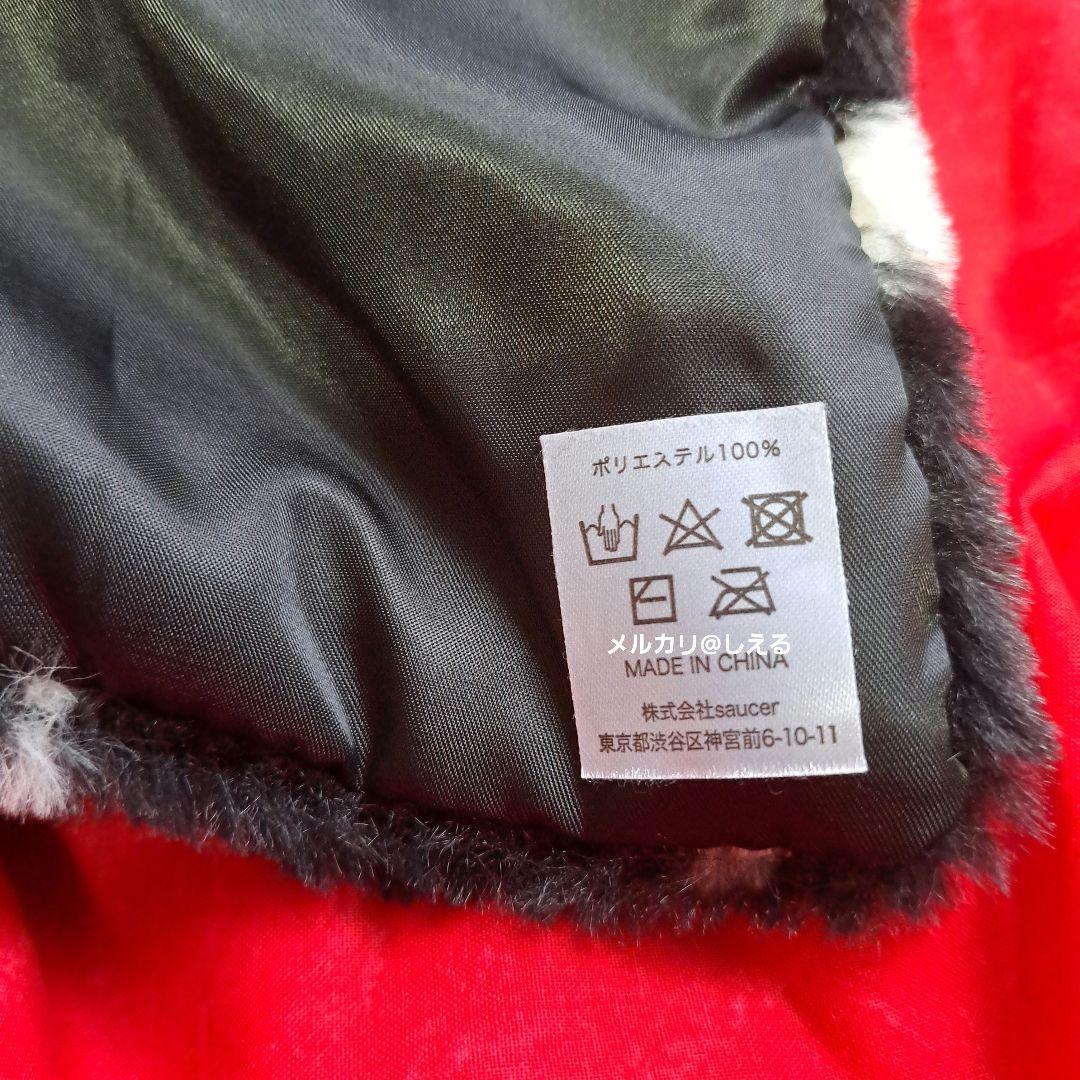 ポリエステル100%
メルカリ@しえる
MADE IN CHINA
株式会社saucer
東京都渋谷区神宮前6-10-11